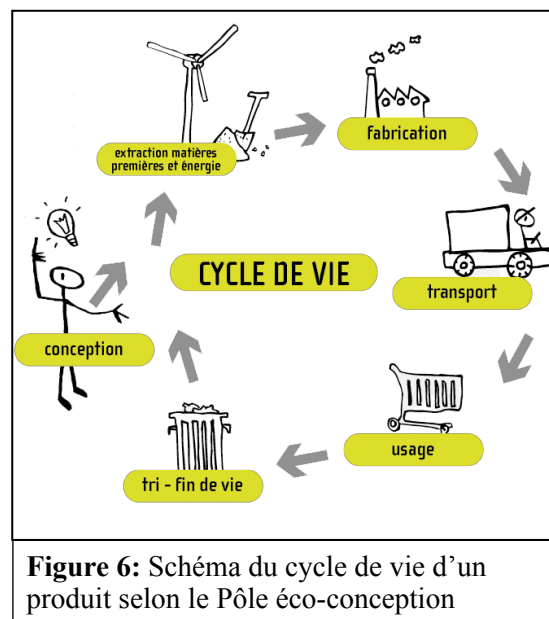 extraction matières
premières et énergie
fabrication
CYCLE DE VIE
transport
conception
usage
tri - fin de vie
Figure 6: Schéma du cycle de vie d'un
produit selon le Pôle éco-conception